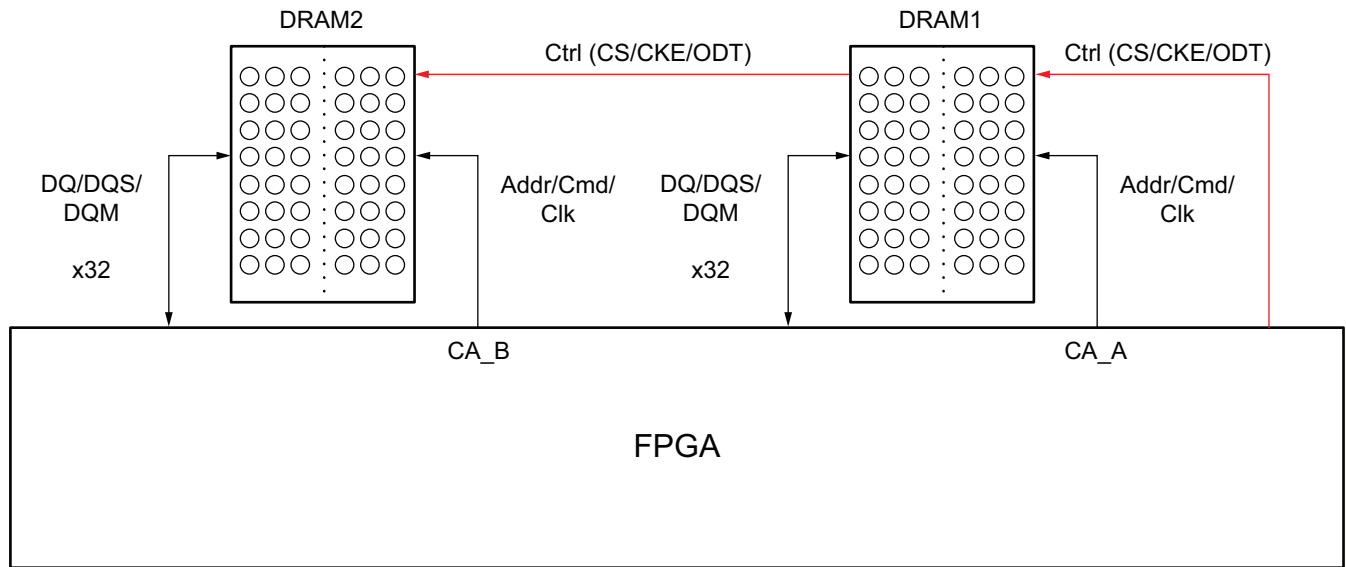 DRAM2
DRAM1
Ctrl (CS/CKE/ODT)
Ctrl (CS/CKE/ODT)
DQ/DQS/
DQM
x32
Addr/Cmd/
Clk
DQ/DQS/
DQM
x32
Addr/Cmd/
Clk
CA_B
CA_A
FPGA